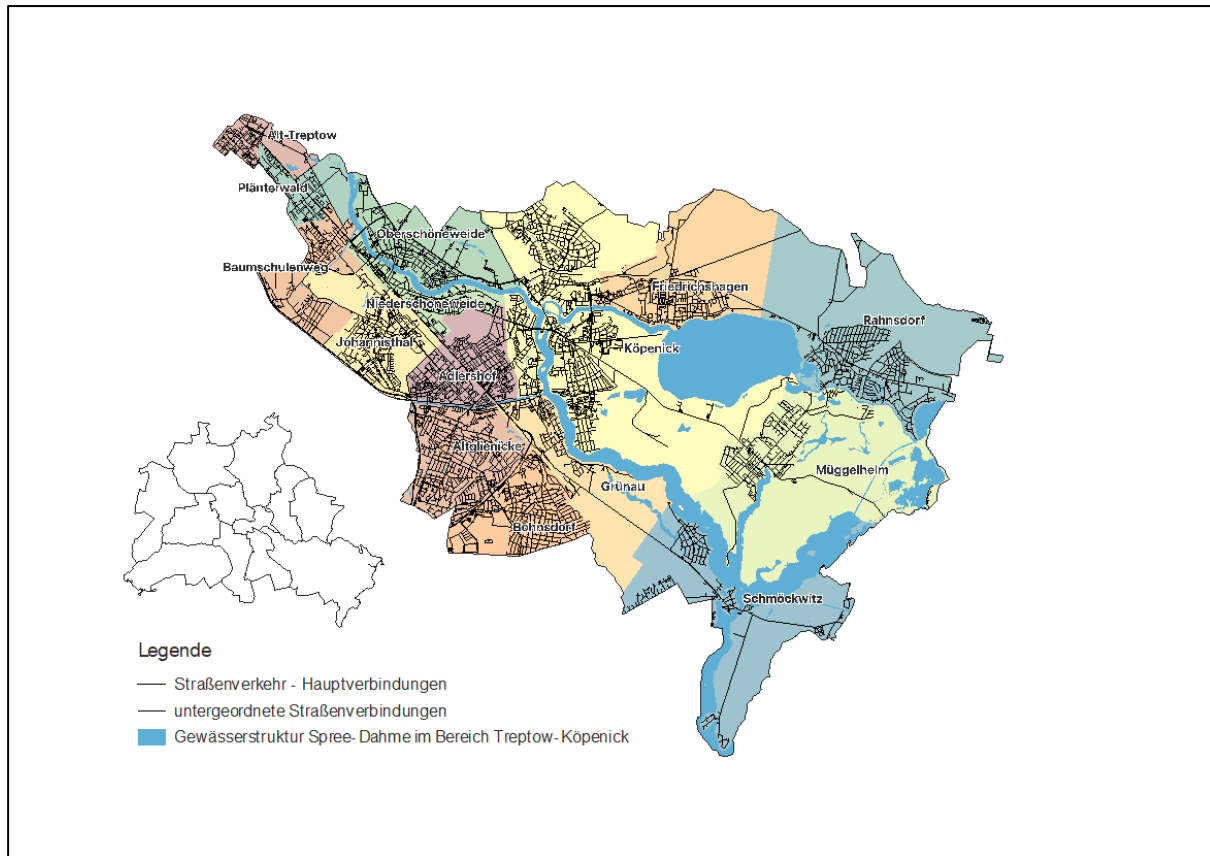 Alt-Treptow
Plänterwald
Oberschöneweide
Baumschulenweg
Friedrichshagen
Niederschöneweide
Rahnsdorf
Johannisthal
Köpenick
Adlershof
Altglienicke
Müggelheim
Grünau
Bohnsdorf
Schmöckwitz
Legende
Straßenverkehr - Hauptverbindungen
untergeordnete Straßenverbindungen
Gewässerstruktur Spree-Dahme im Bereich Treptow-Köpenick